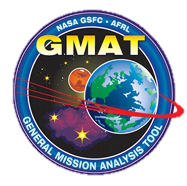 NASA GSFC • AFRL
GMAT
GENERAL MISSION ANALYSIS TOOL